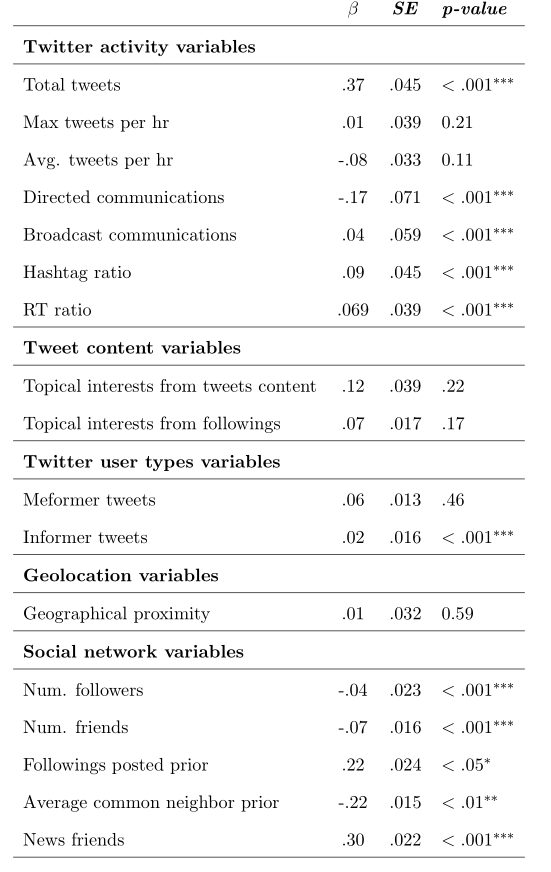 β SE p-value
Twitter activity variables
Total tweets .37 .045 < .001***
Max tweets per hr .01 .039 0.21
Avg. tweets per hr -.08 .033 0.11
Directed communications -.17 .071 < .001***
Broadcast communications .04 .059 < .001***
Hashtag ratio .09 .045 < .001***
RT ratio .069 .039 < .001***
Tweet content variables
Topical interests from tweets content .12 .039 .22
Topical interests from followings .07 .017 .17
Twitter user types variables
Meformer tweets .06 .013 .46
Informer tweets .02 .016 < .001***
Geolocation variables
Geographical proximity .01 .032 0.59
Social network variables
Num. followers -.04 .023 < .001***
Num. friends -.07 .016 < .001***
Followings posted prior .22 .024 < .05*
Average common neighbor prior -.22 .015 < .01**
News friends .30 .022 < .001***